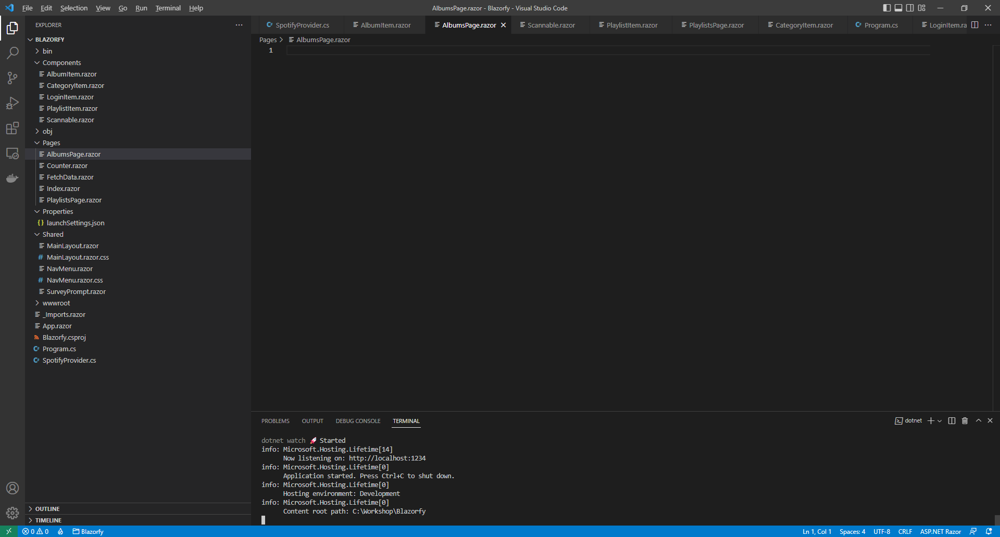 File Edit Selection View Go Run Terminal Help
AlbumsPage.razor - Blazorfy - Visual Studio Code
EXPLORER
BLAZORFY
bin
Components
AlbumItem.razor
CategoryItem.razor
LoginItem.razor
PlaylistItem.razor
Scannable.razor
obj
Pages
AlbumsPage.razor
Counter.razor
FetchData.razor
Index.razor
PlaylistsPage.razor
Properties
{} launchSettings.json
Shared
MainLayout.razor
# MainLayout.razor.css
NavMenu.razor
# NavMenu.razor.css
SurveyPrompt.razor
wwwroot
_Imports.razor
App.razor
Blazorfy.csproj
C# Program.cs
C# SpotifyProvider.cs
OUTLINE
TIMELINE
C# SpotifyProvider.cs AlbumItem.razor AlbumsPage.razor Scannable.razor PlaylistItem.razor PlaylistsPage.razor CategoryItem.razor C# Program.cs LoginItem.ra
Pages > AlbumsPage.razor
1
PROBLEMS OUTPUT DEBUG CONSOLE TERMINAL
dotnet
dotnet watch 🚀 Started
info: Microsoft.Hosting.Lifetime[14]
Now listening on: http://localhost:1234
info: Microsoft.Hosting.Lifetime[0]
Application started. Press Ctrl+C to shut down.
info: Microsoft.Hosting.Lifetime[0]
Hosting environment: Development
info: Microsoft.Hosting.Lifetime[0]
Content root path: C:\Workshop\Blazorfy
0 0 Blazorfy
Ln 1, Col 1 Spaces: 4 UTF-8 CRLF ASP.NET Razor